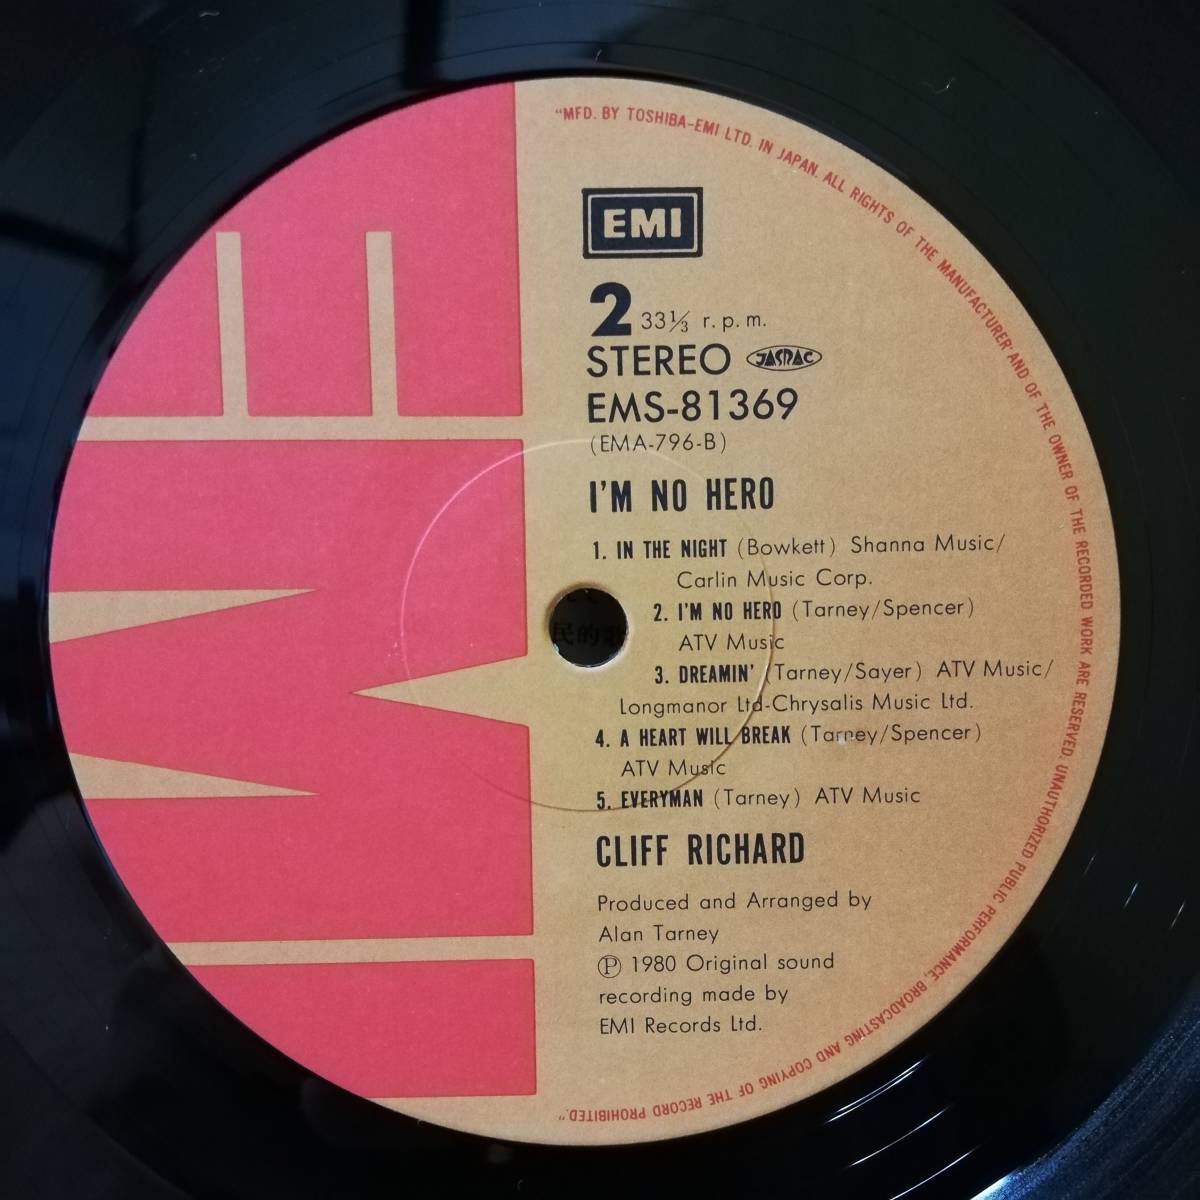 "MFD. BY TOSHIBA-EMI LTD. IN JAPAN. ALL RIGHTS OF THE MANUFACTURER AND OF THE OWNER OF THE RECORDED WORK ARE RESERVED. UNAUTHORIZED PUBLIC PERFORMANCE, BROADCASTING AND COPYING OF THE RECORD PROHIBITED."
EMI
EMI
2 33⅓ r.p.m.
STEREO JASRAC
EMS-81369
(EMA-796-B)
I'M NO HERO
1. IN THE NIGHT (Bowkett) Shanna Music/
Carlin Music Corp.
2. I'M NO HERO (Tarney/Spencer)
ATV Music
民的歌
3. DREAMIN' (Tarney/Sayer) ATV Music/
Longmanor Ltd-Chrysalis Music Ltd.
4. A HEART WILL BREAK (Tarney/Spencer)
ATV Music
5. EVERYMAN (Tarney) ATV Music
CLIFF RICHARD
Produced and Arranged by
Alan Tarney
Ⓟ 1980 Original sound
recording made by
EMI Records Ltd.